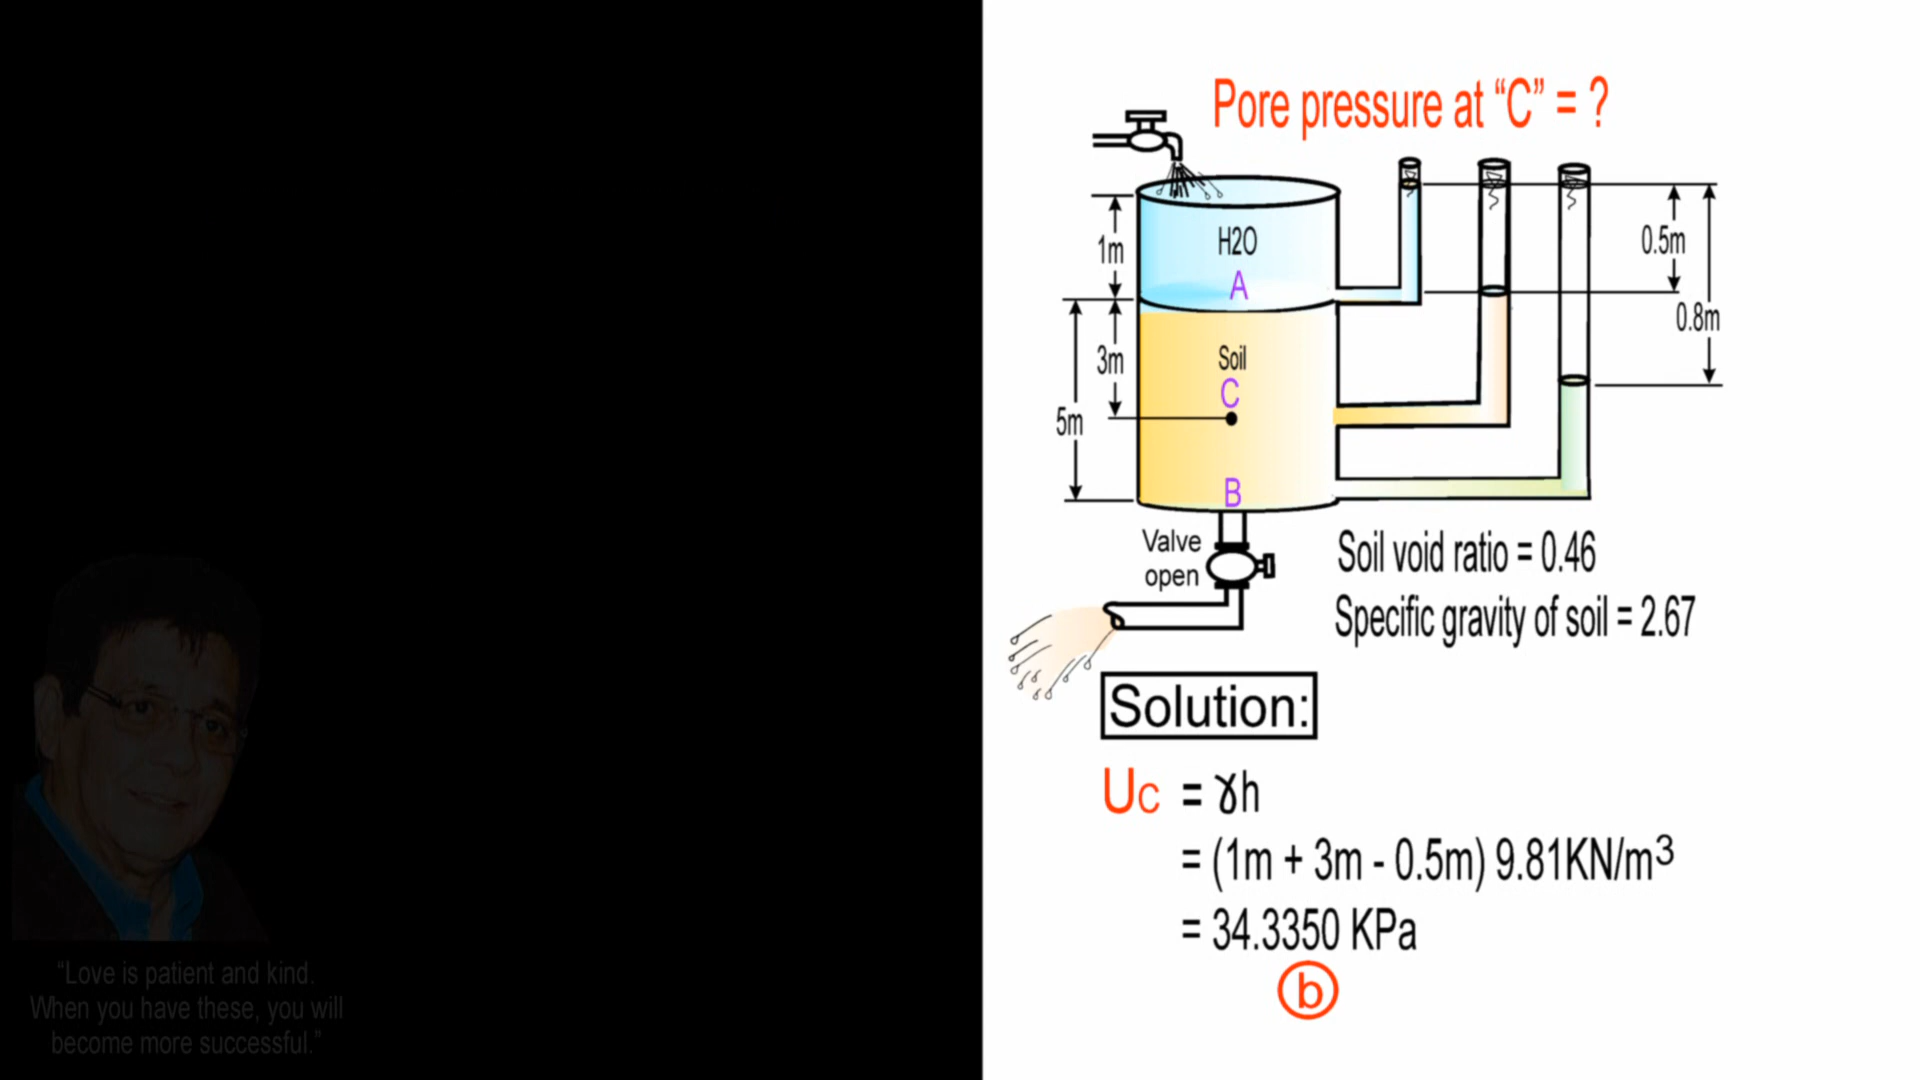 Pore pressure at “C” = ?
1m
H2O
A
0.5m
0.8m
3m
Soil
C
5m
B
Valve
open
Soil void ratio = 0.46
Specific gravity of soil = 2.67
Solution:
Uc = ɣh
= (1m + 3m - 0.5m) 9.81KN/m³
= 34.3350 KPa
b
“Love is patient and kind.
When you have these, you will
become more successful.”